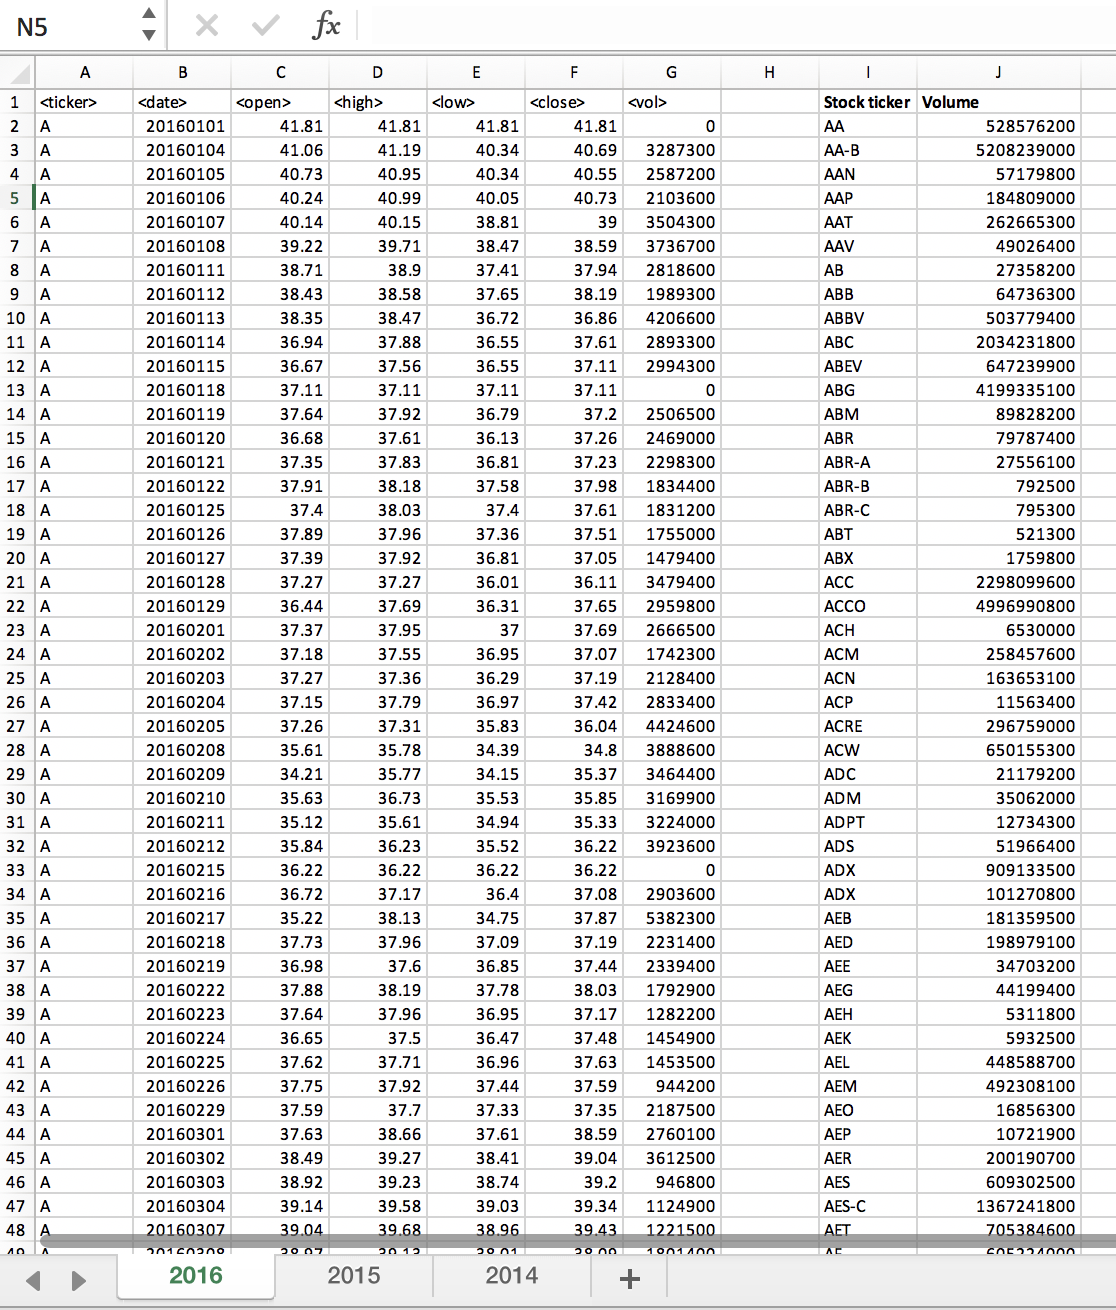 N5 fx
A B C D E F G H I J
1 <ticker> <date> <open> <high> <low> <close> <vol> Stock ticker Volume
2 A 20160101 41.81 41.81 41.81 41.81 0 AA 528576200
3 A 20160104 41.06 41.19 40.34 40.69 3287300 AA-B 5208239000
4 A 20160105 40.73 40.95 40.34 40.55 2587200 AAN 57179800
5 A 20160106 40.24 40.99 40.05 40.73 2103600 AAP 184809000
6 A 20160107 40.14 40.15 38.81 39 3504300 AAT 262665300
7 A 20160108 39.22 39.71 38.47 38.59 3736700 AAV 49026400
8 A 20160111 38.71 38.9 37.41 37.94 2818600 AB 27358200
9 A 20160112 38.43 38.58 37.65 38.19 1989300 ABB 64736300
10 A 20160113 38.35 38.47 36.72 36.86 4206600 ABBV 503779400
11 A 20160114 36.94 37.88 36.55 37.61 2893300 ABC 2034231800
12 A 20160115 36.67 37.56 36.55 37.11 2994300 ABEV 647239900
13 A 20160118 37.11 37.11 37.11 37.11 0 ABG 4199335100
14 A 20160119 37.64 37.92 36.79 37.2 2506500 ABM 89828200
15 A 20160120 36.68 37.61 36.13 37.26 2469000 ABR 79787400
16 A 20160121 37.35 37.83 36.81 37.23 2298300 ABR-A 27556100
17 A 20160122 37.91 38.18 37.58 37.98 1834400 ABR-B 792500
18 A 20160125 37.4 38.03 37.4 37.61 1831200 ABR-C 795300
19 A 20160126 37.89 37.96 37.36 37.51 1755000 ABT 521300
20 A 20160127 37.39 37.92 36.81 37.05 1479400 ABX 1759800
21 A 20160128 37.27 37.27 36.01 36.11 3479400 ACC 2298099600
22 A 20160129 36.44 37.69 36.31 37.65 2959800 ACCO 4996990800
23 A 20160201 37.37 37.95 37 37.69 2666500 ACH 6530000
24 A 20160202 37.18 37.55 36.95 37.07 1742300 ACM 258457600
25 A 20160203 37.27 37.36 36.29 37.19 2128400 ACN 163653100
26 A 20160204 37.15 37.79 36.97 37.42 2833400 ACP 11563400
27 A 20160205 37.26 37.31 35.83 36.04 4424600 ACRE 296759000
28 A 20160208 35.61 35.78 34.39 34.8 3888600 ACW 650155300
29 A 20160209 34.21 35.77 34.15 35.37 3464400 ADC 21179200
30 A 20160210 35.63 36.73 35.53 35.85 3169900 ADM 35062000
31 A 20160211 35.12 35.61 34.94 35.33 3224000 ADPT 12734300
32 A 20160212 35.84 36.23 35.52 36.22 3923600 ADS 51966400
33 A 20160215 36.22 36.22 36.22 36.22 0 ADX 909133500
34 A 20160216 36.72 37.17 36.4 37.08 2903600 ADX 101270800
35 A 20160217 35.22 38.13 34.75 37.87 5382300 AEB 181359500
36 A 20160218 37.73 37.96 37.09 37.19 2231400 AED 198979100
37 A 20160219 36.98 37.6 36.85 37.44 2339400 AEE 34703200
38 A 20160222 37.88 38.19 37.78 38.03 1792900 AEG 44199400
39 A 20160223 37.64 37.96 36.95 37.17 1282200 AEH 5311800
40 A 20160224 36.65 37.5 36.47 37.48 1454900 AEK 5932500
41 A 20160225 37.62 37.71 36.96 37.63 1453500 AEL 448588700
42 A 20160226 37.75 37.92 37.44 37.59 944200 AEM 492308100
43 A 20160229 37.59 37.7 37.33 37.35 2187500 AEO 16856300
44 A 20160301 37.63 38.66 37.61 38.59 2760100 AEP 10721900
45 A 20160302 38.49 39.27 38.41 39.04 3612500 AER 200190700
46 A 20160303 38.92 39.23 38.74 39.2 946800 AES 609302500
47 A 20160304 39.14 39.58 39.03 39.34 1124900 AES-C 1367241800
48 A 20160307 39.04 39.68 38.96 39.43 1221500 AET 705384600
2016 2015 2014 +